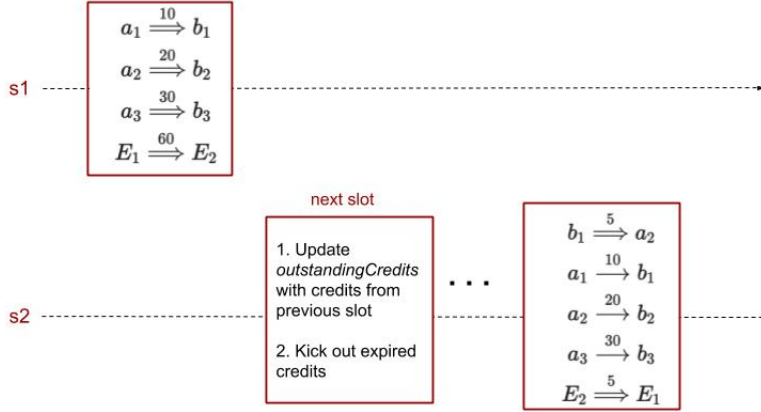 s1
a₁ ⟹^{10} b₁
a₂ ⟹^{20} b₂
a₃ ⟹^{30} b₃
E₁ ⟹^{60} E₂
next slot
s2
1. Update
outstandingCredits
with credits from
previous slot
2. Kick out expired
credits
...
b₁ ⟹^{5} a₂
a₁ ⟶^{10} b₁
a₂ ⟶^{20} b₂
a₃ ⟶^{30} b₃
E₂ ⟹^{5} E₁